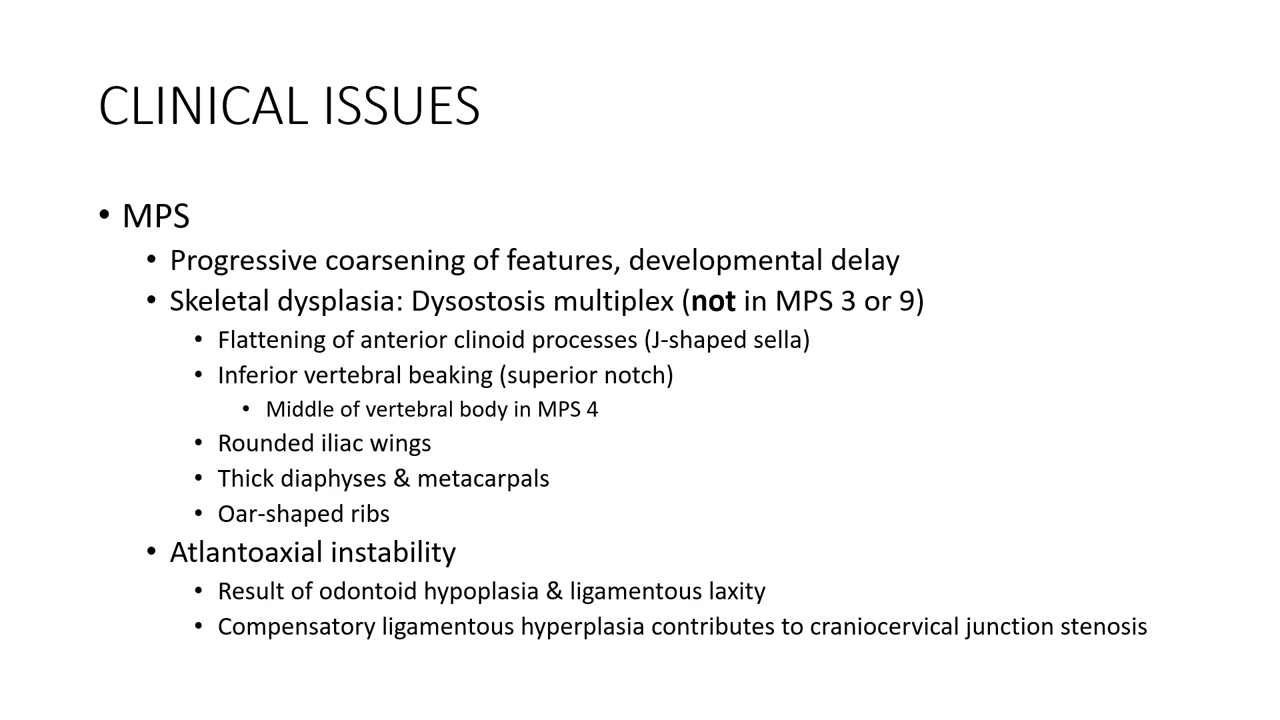 CLINICAL ISSUES
• MPS
• Progressive coarsening of features, developmental delay
• Skeletal dysplasia: Dysostosis multiplex (not in MPS 3 or 9)
• Flattening of anterior clinoid processes (J-shaped sella)
• Inferior vertebral beaking (superior notch)
• Middle of vertebral body in MPS 4
• Rounded iliac wings
• Thick diaphyses & metacarpals
• Oar-shaped ribs
• Atlantoaxial instability
• Result of odontoid hypoplasia & ligamentous laxity
• Compensatory ligamentous hyperplasia contributes to craniocervical junction stenosis